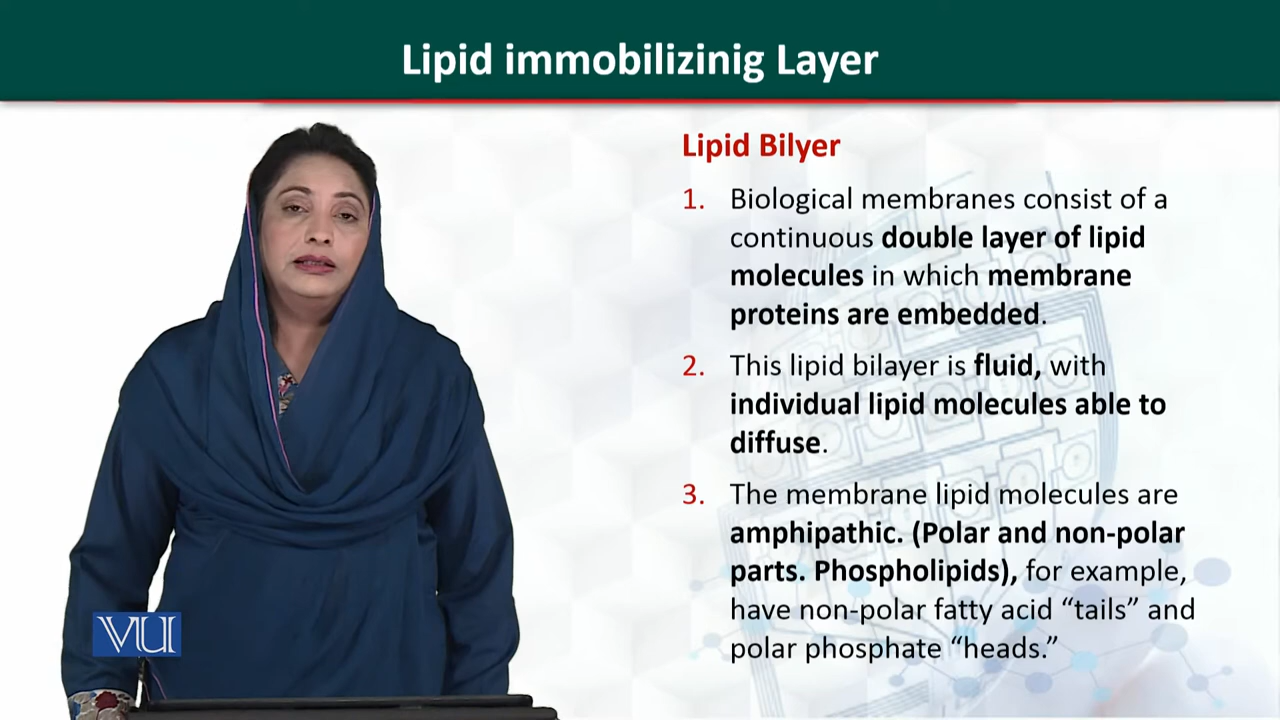 Lipid immobilizinig Layer
Lipid Bilyer
1. Biological membranes consist of a
continuous double layer of lipid
molecules in which membrane
proteins are embedded.
2. This lipid bilayer is fluid, with
individual lipid molecules able to
diffuse.
3. The membrane lipid molecules are
amphipathic. (Polar and non-polar
parts. Phospholipids), for example,
have non-polar fatty acid “tails” and
polar phosphate “heads.”
VU